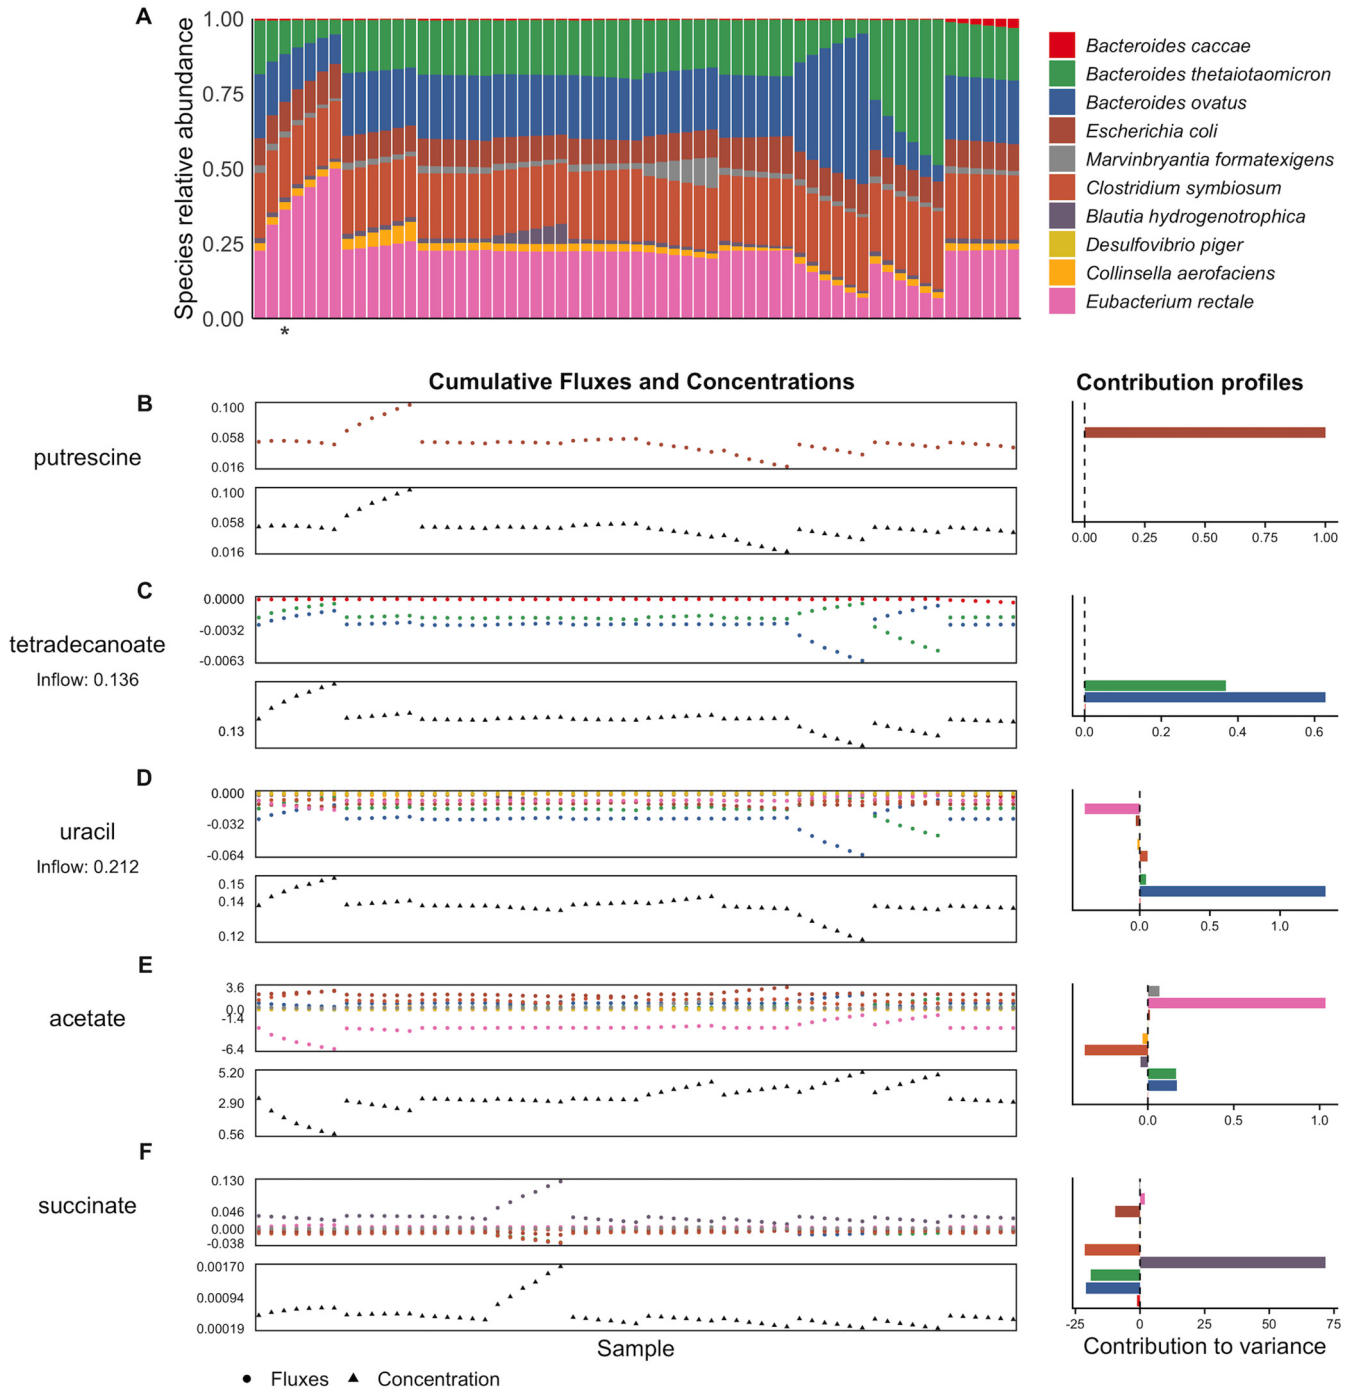 A
Species relative abundance
1.00
0.75
0.50
0.25
0.00
*
Bacteroides caccae
Bacteroides thetaiotaomicron
Bacteroides ovatus
Escherichia coli
Marvinbryantia formatexigens
Clostridium symbiosum
Blautia hydrogenotrophica
Desulfovibrio piger
Collinsella aerofaciens
Eubacterium rectale
Cumulative Fluxes and Concentrations
Contribution profiles
B
putrescine
0.100
0.058
0.016
0.100
0.058
0.016
0.00 0.25 0.50 0.75 1.00
C
tetradecanoate
Inflow: 0.136
0.0000
-0.0032
-0.0063
0.13
0.0 0.2 0.4 0.6
D
uracil
Inflow: 0.212
0.000
-0.032
-0.064
0.15
0.14
0.12
0.0 0.5 1.0
E
acetate
3.6
0.0
-1.4
-6.4
5.20
2.90
0.56
0.0 0.5 1.0
F
succinate
0.130
0.046
0.000
-0.038
0.00170
0.00094
0.00019
-25 0 25 50 75
Sample
Contribution to variance
Fluxes Concentration